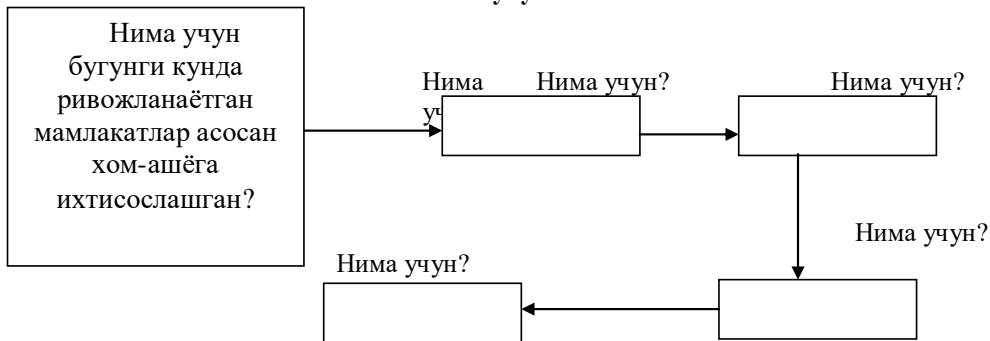 Нима учун
бугунги кунда
ривожланаётган
мамлакатлар асосан
хом-ашёга
ихтисослашган?
Нима
Нима учун?
Нима учун?
Нима учун?
Нима учун?